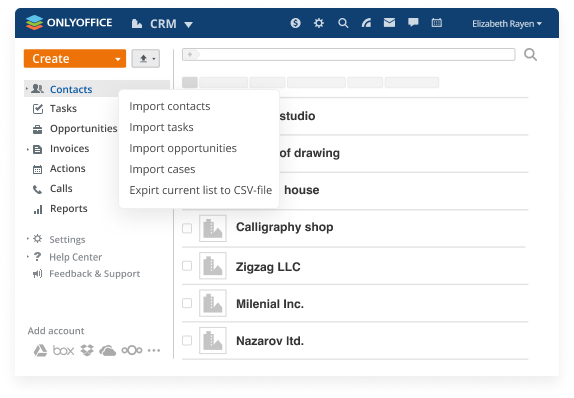 ONLYOFFICE
CRM
Elizabeth Rayen
Create
Contacts
Tasks
Opportunities
Invoices
Actions
Calls
Reports
Settings
Help Center
Feedback & Support
Add account
box
Import contacts
Import tasks
Import opportunities
Import cases
Expirt current list to CSV-file
studio
of drawing
house
Calligraphy shop
Zigzag LLC
Milenial Inc.
Nazarov ltd.